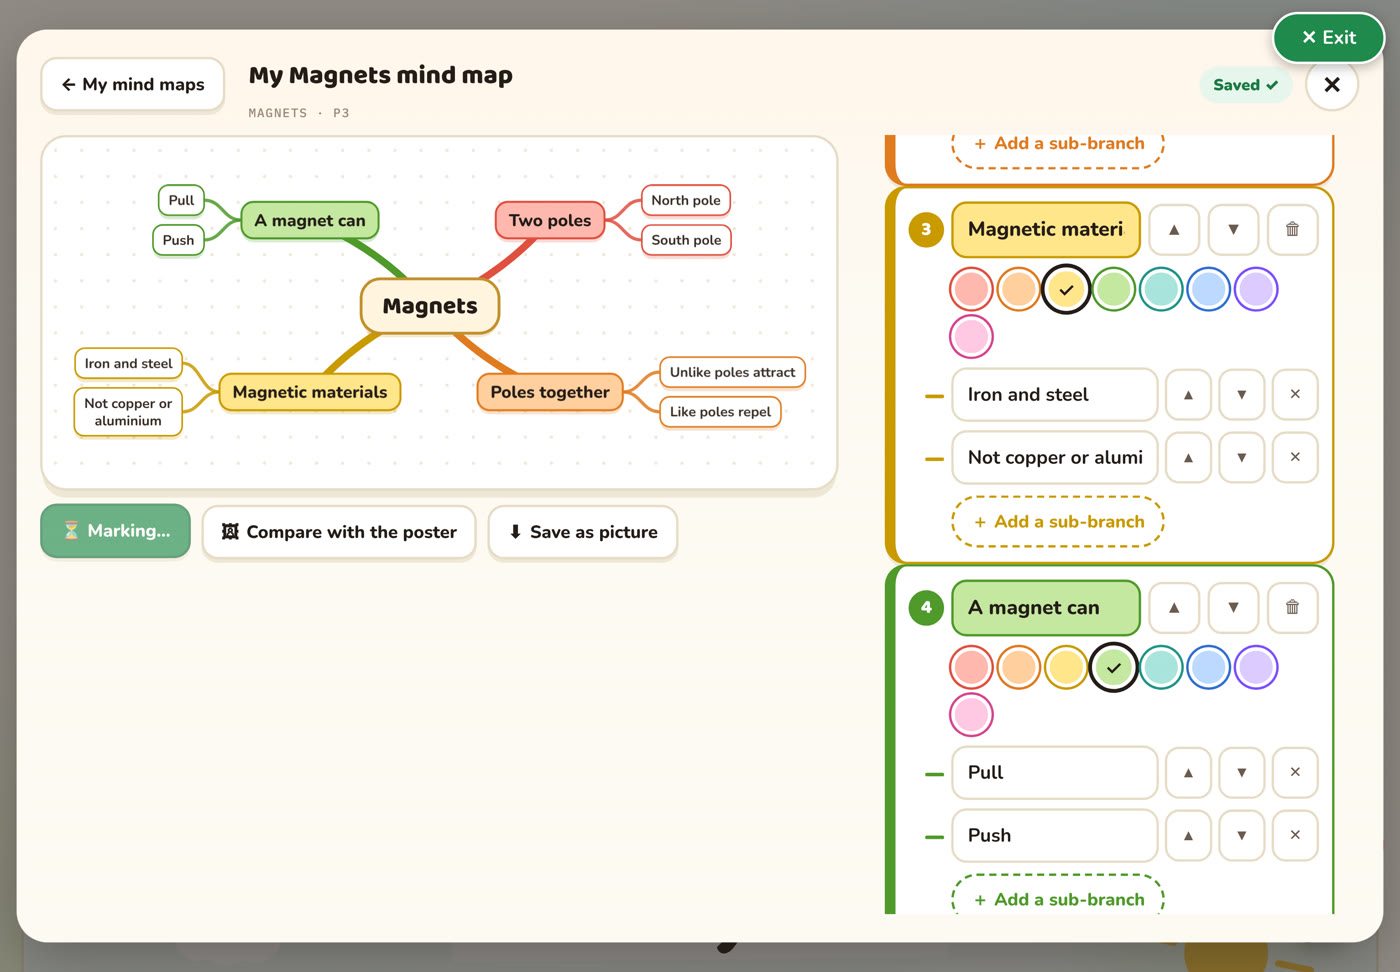 ✕ Exit
← My mind maps
My Magnets mind map
MAGNETS · P3
Saved ✓
Pull
Push
A magnet can
Two poles
North pole
South pole
Magnets
Iron and steel
Not copper or
aluminium
Magnetic materials
Poles together
Unlike poles attract
Like poles repel
Marking...
Compare with the poster
Save as picture
+ Add a sub-branch
3
Magnetic materi
Iron and steel
Not copper or alumi
+ Add a sub-branch
4
A magnet can
Pull
Push
+ Add a sub-branch